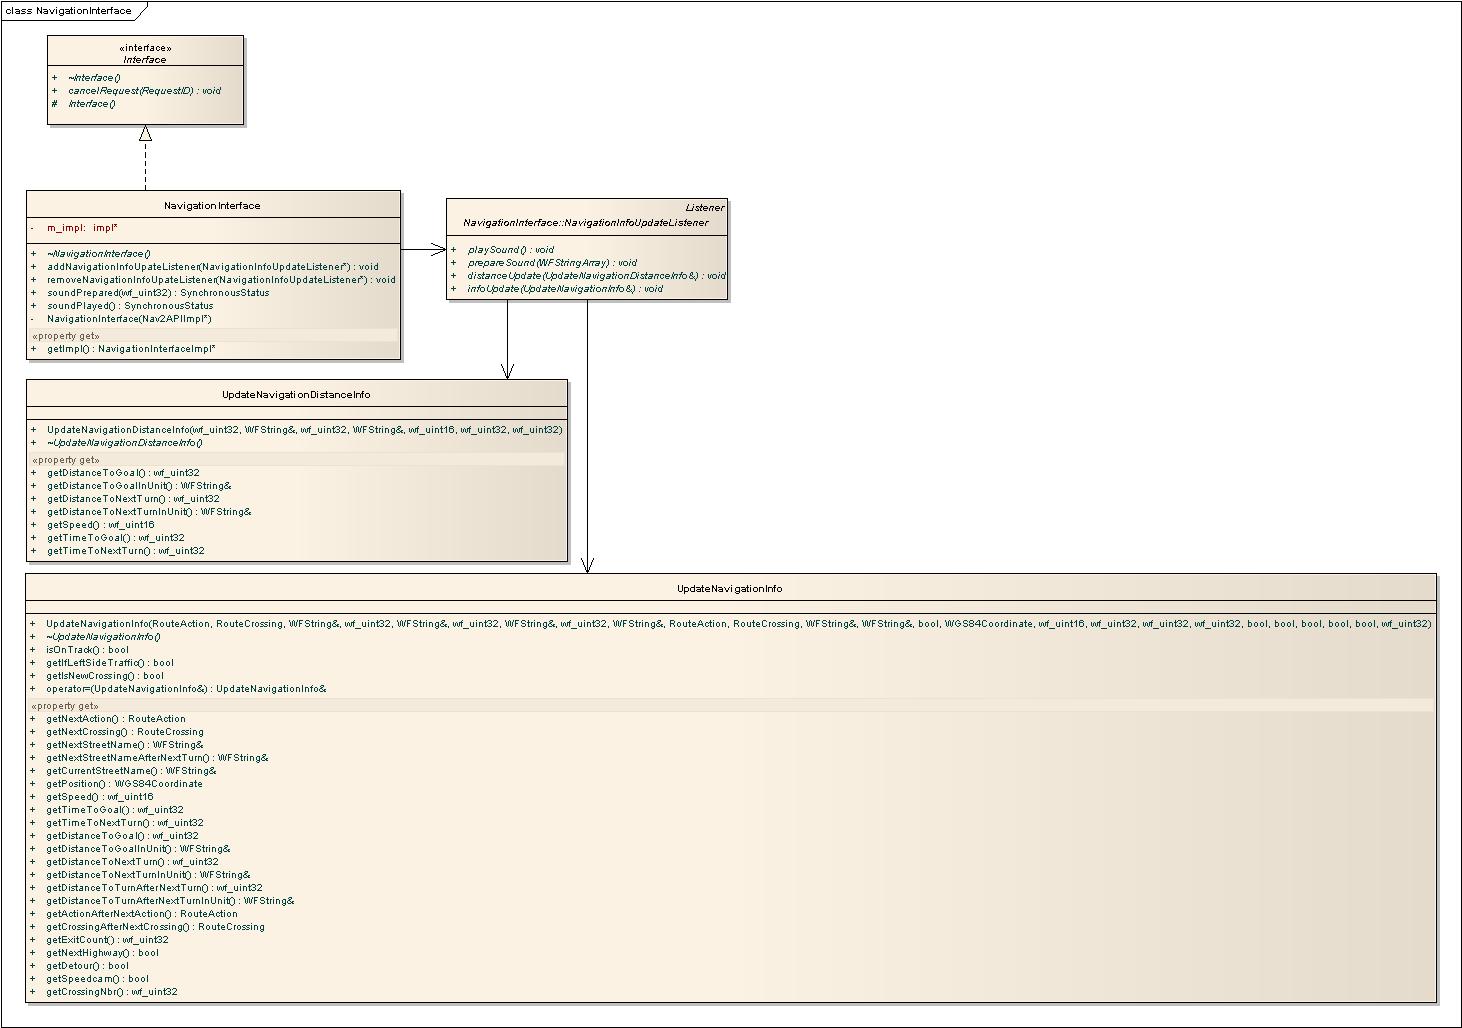 class NavigationInterface
«interface»
Interface
+ ~Interface()
+ cancelRequest(RequestID) : void
# Interface()
NavigationInterface
- m_impl: impl*
+ ~NavigationInterface()
+ addNavigationInfoUpateListener(NavigationInfoUpdateListener*) : void
+ removeNavigationInfoUpateListener(NavigationInfoUpdateListener*) : void
+ soundPrepared(wf_uint32) : SynchronousStatus
+ soundPlayed() : SynchronousStatus
- NavigationInterface(Nav2APIImpl*)
«property get»
+ getImpl() : NavigationInterfaceImpl*
Listener
NavigationInterface::NavigationInfoUpdateListener
+ playSound() : void
+ prepareSound(WFStringArray) : void
+ distanceUpdate(UpdateNavigationDistanceInfo&) : void
+ infoUpdate(UpdateNavigationInfo&) : void
UpdateNavigationDistanceInfo
+ UpdateNavigationDistanceInfo(wf_uint32, WFString&, wf_uint32, WFString&, wf_uint16, wf_uint32, wf_uint32)
+ ~UpdateNavigationDistanceInfo()
«property get»
+ getDistanceToGoal() : wf_uint32
+ getDistanceToGoalInUnit() : WFString&
+ getDistanceToNextTurn() : wf_uint32
+ getDistanceToNextTurnInUnit() : WFString&
+ getSpeed() : wf_uint16
+ getTimeToGoal() : wf_uint32
+ getTimeToNextTurn() : wf_uint32
UpdateNavigationInfo
+ UpdateNavigationInfo(RouteAction, RouteCrossing, WFString&, wf_uint32, WFString&, wf_uint32, WFString&, wf_uint32, WFString&, RouteAction, RouteCrossing, WFString&, WFString&, bool, WGS84Coordinate, wf_uint16, wf_uint32, wf_uint32, wf_uint32, bool, bool, bool, bool, bool, wf_uint32)
+ ~UpdateNavigationInfo()
+ isOnTrack() : bool
+ getIfLeftSideTraffic() : bool
+ getIsNewCrossing() : bool
+ operator=(UpdateNavigationInfo&) : UpdateNavigationInfo&
«property get»
+ getNextAction() : RouteAction
+ getNextCrossing() : RouteCrossing
+ getNextStreetName() : WFString&
+ getNextStreetNameAfterNextTurn() : WFString&
+ getCurrentStreetName() : WFString&
+ getPosition() : WGS84Coordinate
+ getSpeed() : wf_uint16
+ getTimeToGoal() : wf_uint32
+ getTimeToNextTurn() : wf_uint32
+ getDistanceToGoal() : wf_uint32
+ getDistanceToGoalInUnit() : WFString&
+ getDistanceToNextTurn() : wf_uint32
+ getDistanceToNextTurnInUnit() : WFString&
+ getDistanceToTurnAfterNextTurn() : wf_uint32
+ getDistanceToTurnAfterNextTurnInUnit() : WFString&
+ getActionAfterNextAction() : RouteAction
+ getCrossingAfterNextCrossing() : RouteCrossing
+ getExitCount() : wf_uint32
+ getNextHighway() : bool
+ getDetour() : bool
+ getSpeedcam() : bool
+ getCrossingNbr() : wf_uint32